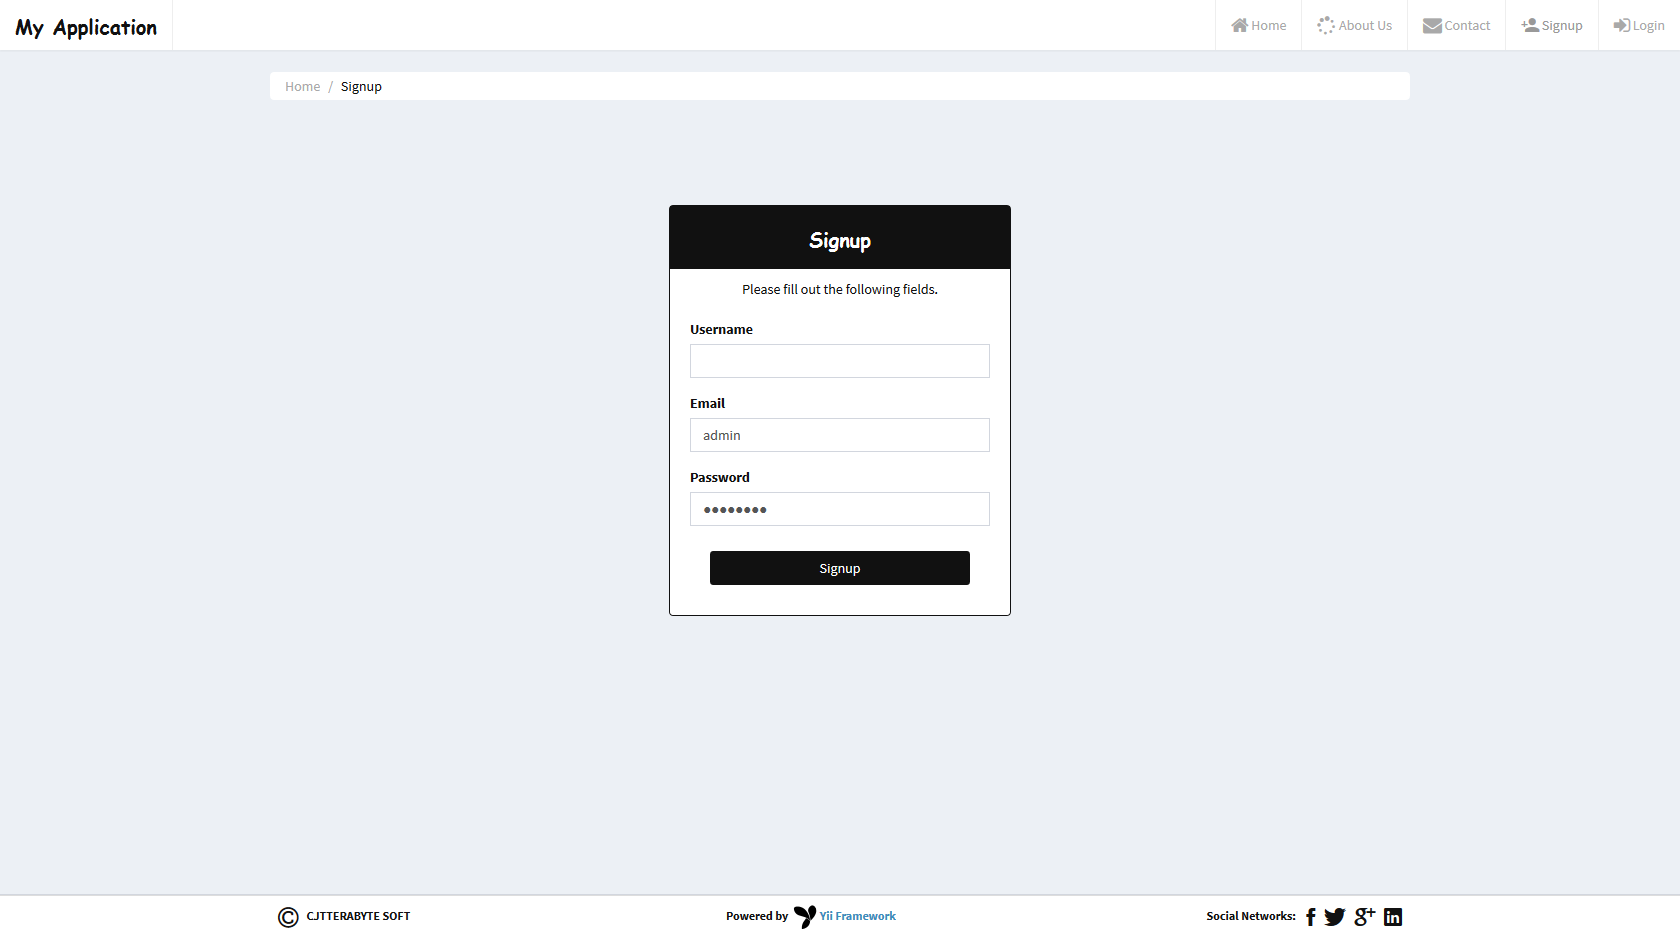 My Application
Home
About Us
Contact
Signup
Login
Home / Signup
Signup
Please fill out the following fields.
Username
Email
admin
Password
••••••••
Signup
© CJTTERABYTE SOFT
Powered by Yii Framework
Social Networks: